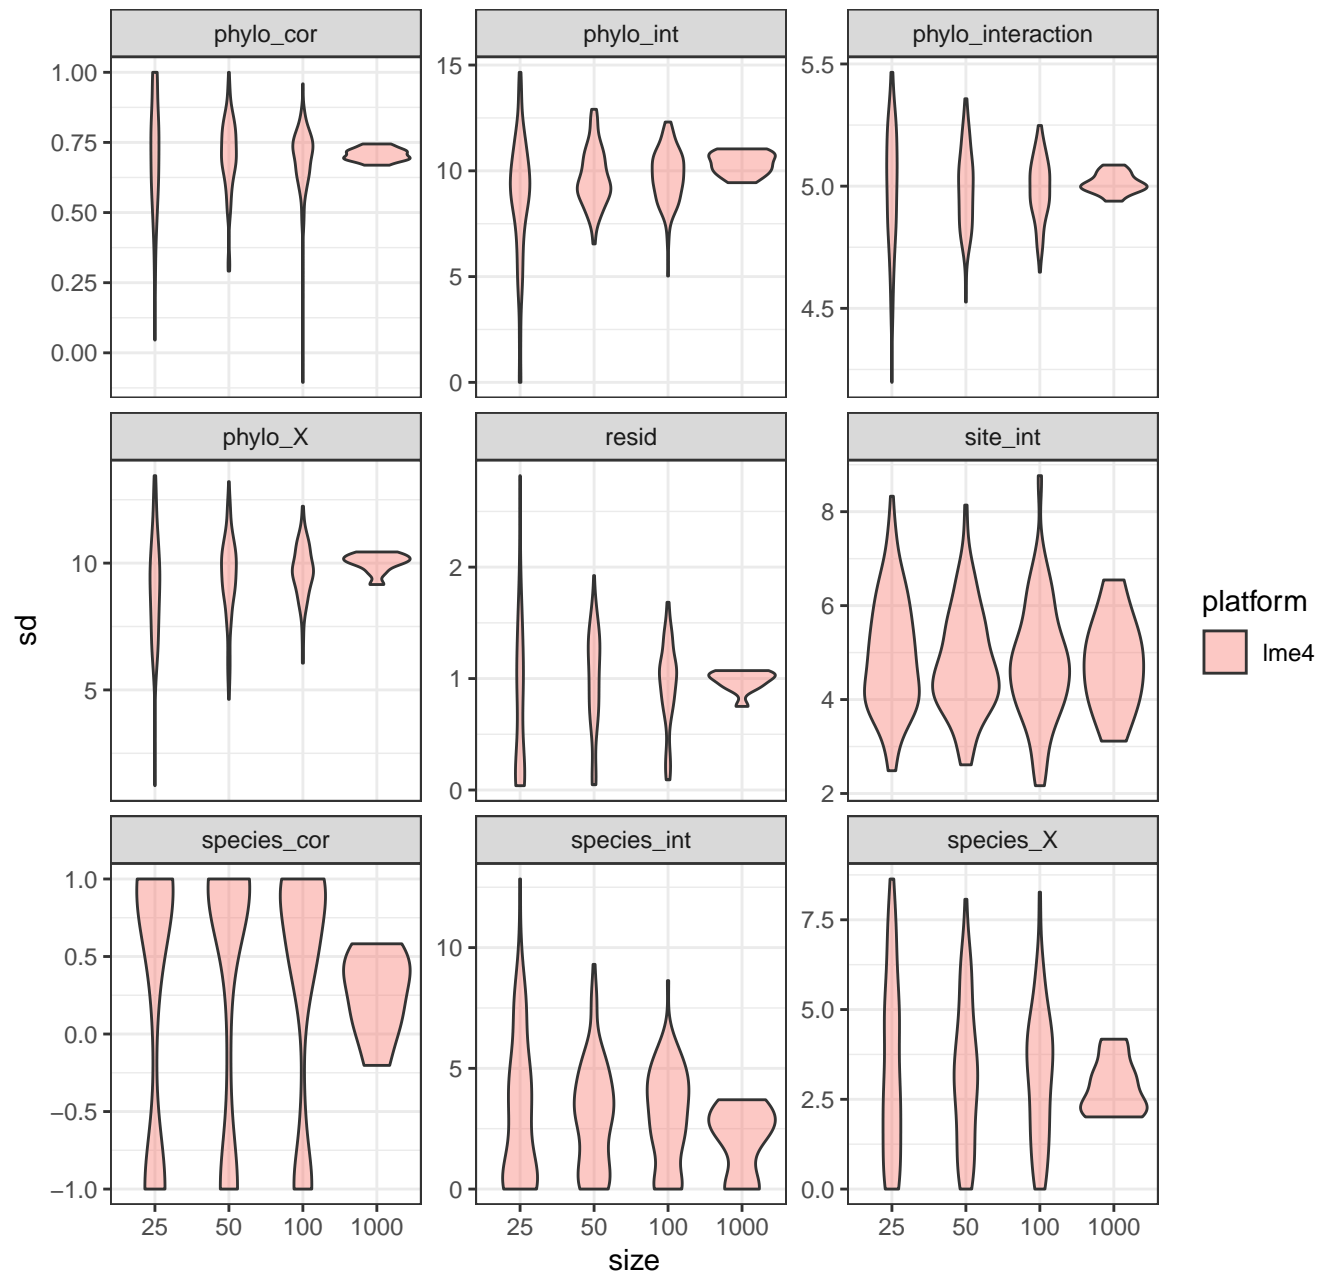 phylo_cor
phylo_int
phylo_interaction
1.00
0.75
0.50
0.25
0.00
15
10
5
0
5.5
5.0
4.5
phylo_X
resid
site_int
10
5
2
1
0
8
6
4
2
species_cor
species_int
species_X
1.0
0.5
0.0
−0.5
−1.0
10
5
0
7.5
5.0
2.5
0.0
25 50 100 1000
25 50 100 1000
25 50 100 1000
size
sd
platform
lme4